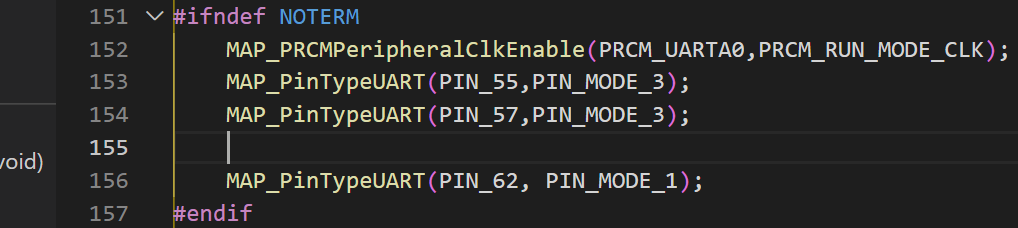 151 #ifndef NOTERM
152 MAP_PRCMPeripheralClkEnable(PRCM_UARTA0,PRCM_RUN_MODE_CLK);
153 MAP_PinTypeUART(PIN_55,PIN_MODE_3);
154 MAP_PinTypeUART(PIN_57,PIN_MODE_3);
155
void)
156 MAP_PinTypeUART(PIN_62, PIN_MODE_1);
157 #endif